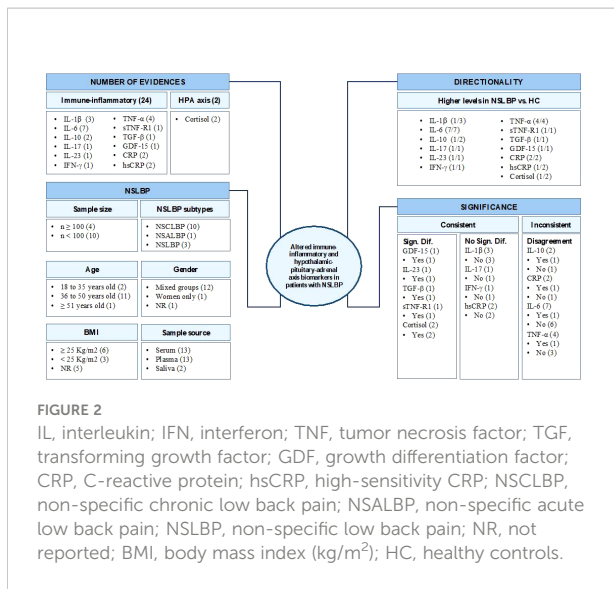 NUMBER OF EVIDENCES
Immune-inflammatory (24)
• IL-1β (3)
• IL-6 (7)
• IL-10 (2)
• IL-17 (1)
• IL-23 (1)
• IFN-γ (1)
• TNF-α (4)
• sTNF-R1 (1)
• TGF-β (1)
• GDF-15 (1)
• CRP (2)
• hsCRP (2)
HPA axis (2)
• Cortisol (2)
NSLBP
Sample size
• n ≥ 100 (4)
• n < 100 (10)
NSLBP subtypes
• NSCLBP (10)
• NSALBP (1)
• NSLBP (3)
Age
• 18 to 35 years old (2)
• 36 to 50 years old (11)
• ≥ 51 years old (1)
Gender
• Mixed groups (12)
• Women only (1)
• NR (1)
BMI
• ≥ 25 Kg/m2 (6)
• < 25 Kg/m2 (3)
• NR (5)
Sample source
• Serum (13)
• Plasma (13)
• Saliva (2)
Altered immune-
inflammatory and
hypothalamic-
pituitary-adrenal
axis biomarkers in
patients with NSLBP
DIRECTIONALITY
Higher levels in NSLBP vs. HC
• IL-1β (1/3)
• IL-6 (7/7)
• IL-10 (1/2)
• IL-17 (1/1)
• IL-23 (1/1)
• IFN-γ (1/1)
• TNF-α (4/4)
• sTNF-R1 (1/1)
• TGF-β (1/1)
• GDF-15 (1/1)
• CRP (2/2)
• hsCRP (1/2)
• Cortisol (1/2)
SIGNIFICANCE
Consistent
Sign. Dif.
GDF-15 (1)
• Yes (1)
IL-23 (1)
• Yes (1)
TGF-β (1)
• Yes (1)
sTNF-R1 (1)
• Yes (1)
Cortisol (2)
• Yes (2)
No Sign. Dif.
IL-1β (3)
• No (3)
IL-17 (1)
• No (1)
IFN-γ (1)
• No (1)
hsCRP (2)
• No (2)
Inconsistent
Disagreement
IL-10 (2)
• Yes (1)
• No (1)
CRP (2)
• Yes (1)
• No (1)
IL-6 (7)
• Yes (1)
• No (6)
TNF-α (4)
• Yes (1)
• No (3)
FIGURE 2
IL, interleukin; IFN, interferon; TNF, tumor necrosis factor; TGF,
transforming growth factor; GDF, growth differentiation factor;
CRP, C-reactive protein; hsCRP, high-sensitivity CRP; NSCLBP,
non-specific chronic low back pain; NSALBP, non-specific acute
low back pain; NSLBP, non-specific low back pain; NR, not
reported; BMI, body mass index (kg/m²); HC, healthy controls.